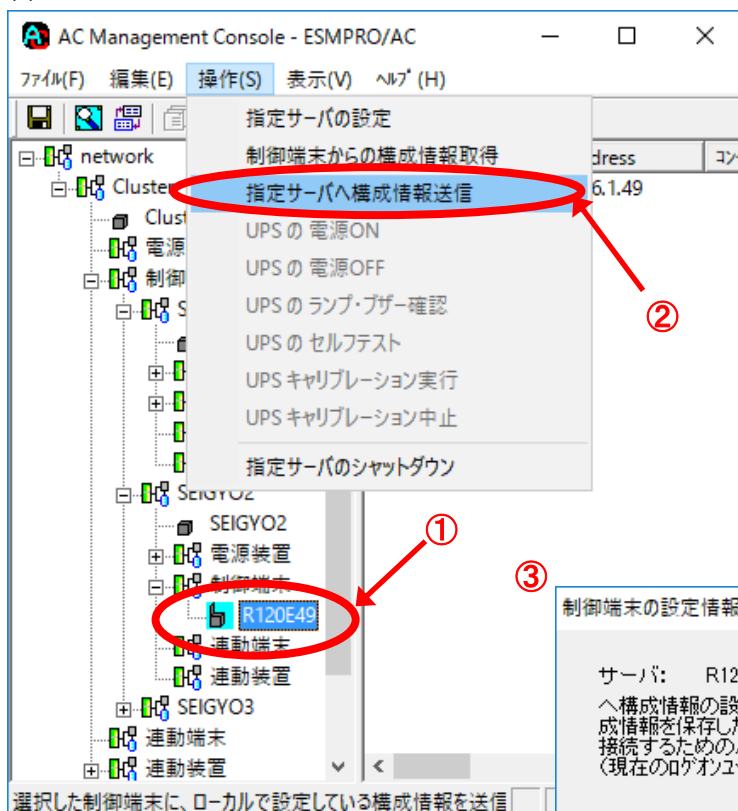 AC Management Console - ESMPRO/AC
ﾌｧｲﾙ(F) 編集(E) 操作(S) 表示(V) ﾍﾙﾌﾟ(H)
指定サーバの設定
制御端末からの構成情報取得
指定サーバへ構成情報送信
UPS の 電源ON
UPS の 電源OFF
UPS の ランプ・ブザー確認
UPS の セルフテスト
UPS キャリブレーション実行
UPS キャリブレーション中止
指定サーバのシャットダウン
dress ｺﾝ
6.1.49
②
network
Cluster
Clust
電源
制御
S
SEIGYO2
SEIGYO2
電源装置
制御端末
R120E49
連動端末
連動装置
SEIGYO3
連動端末
連動装置
①
③
制御端末の設定情報
サーバ: R12
へ構成情報の設
成情報を保存した
接続するための
(現在のﾛｸﾞｵﾝﾕ
選択した制御端末に、ローカルで設定している構成情報を送信